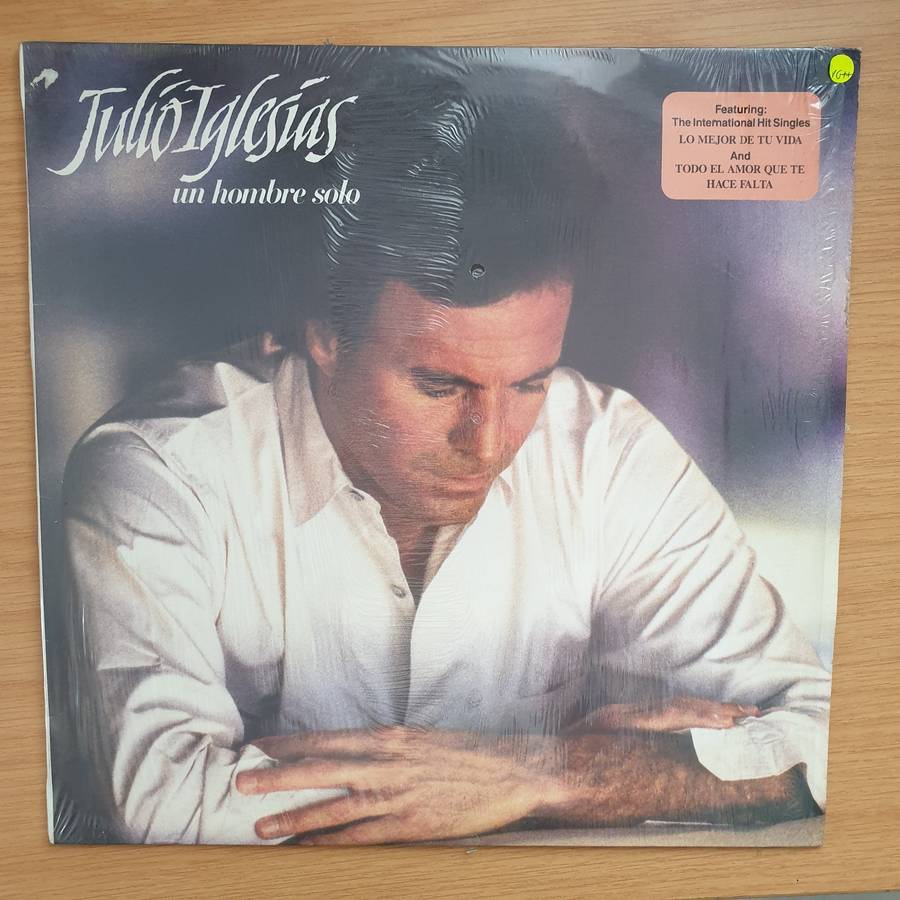 Julio Iglesias
un hombre solo
VG++
Featuring:
The International Hit Singles
LO MEJOR DE TU VIDA
And
TODO EL AMOR QUE TE
HACE FALTA